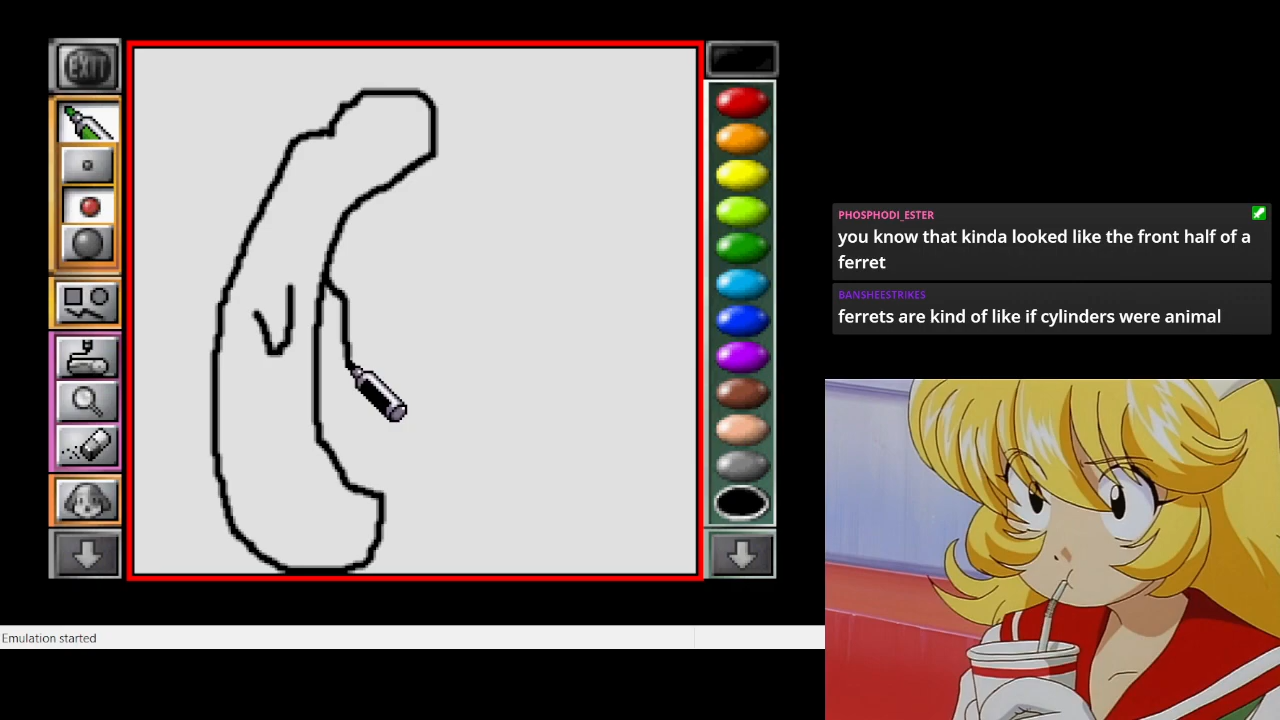 EXIT
PHOSPHODI_ESTER
you know that kinda looked like the front half of a
ferret
BANSHEESTRIKES
ferrets are kind of like if cylinders were animal
Emulation started